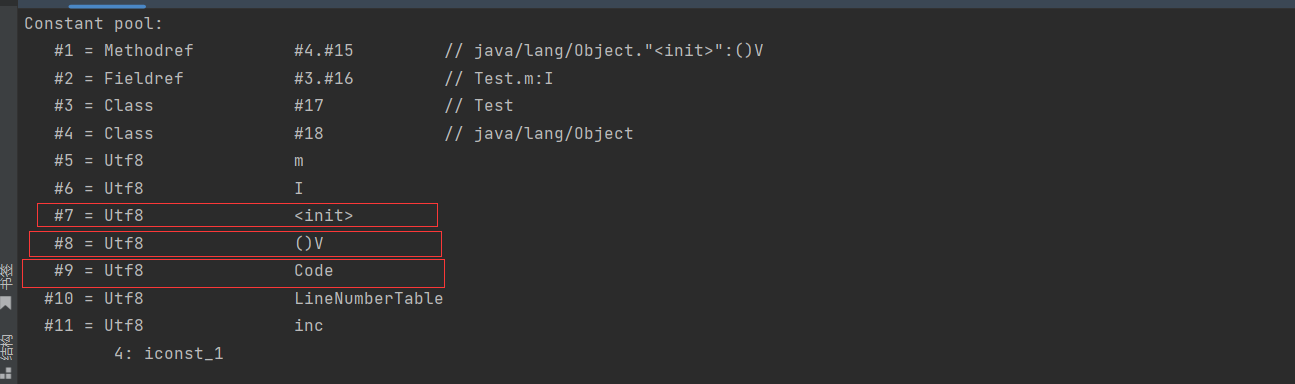 Constant pool:
#1 = Methodref #4.#15 // java/lang/Object."<init>":()V
#2 = Fieldref #3.#16 // Test.m:I
#3 = Class #17 // Test
#4 = Class #18 // java/lang/Object
#5 = Utf8 m
#6 = Utf8 I
#7 = Utf8 <init>
#8 = Utf8 ()V
#9 = Utf8 Code
#10 = Utf8 LineNumberTable
#11 = Utf8 inc
4: iconst_1
书签
结构